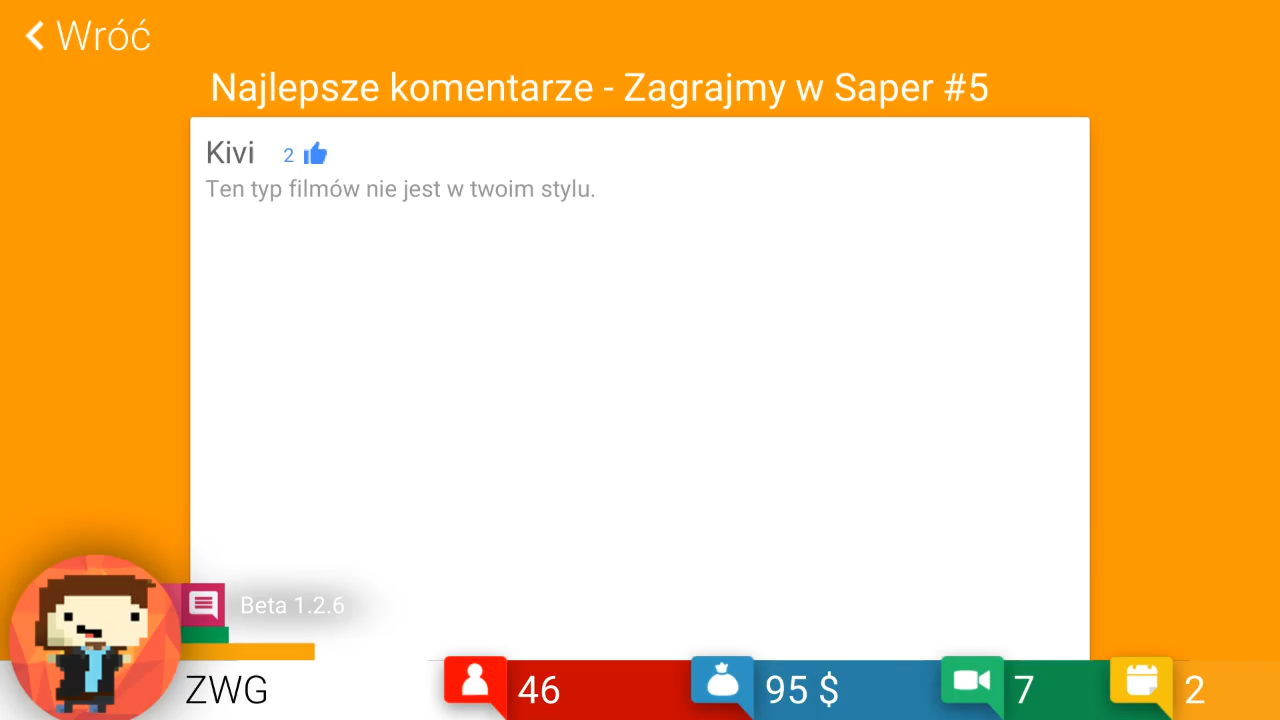 Wróć
Najlepsze komentarze - Zagrajmy w Saper #5
Kivi 2
Ten typ filmów nie jest w twoim stylu.
Beta 1.2.6
ZWG 46 95 $ 7 2